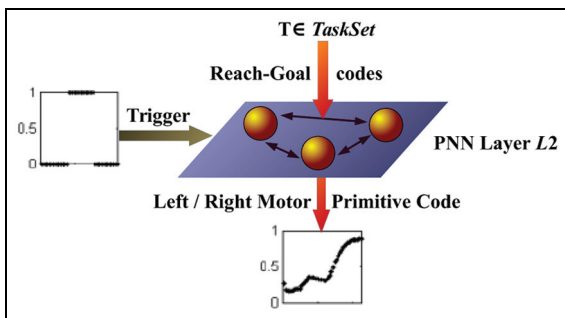 T∈ TaskSet
Reach-Goal codes
1
0.5
0
Trigger
PNN Layer L2
Left / Right Motor Primitive Code
1
0.5
0